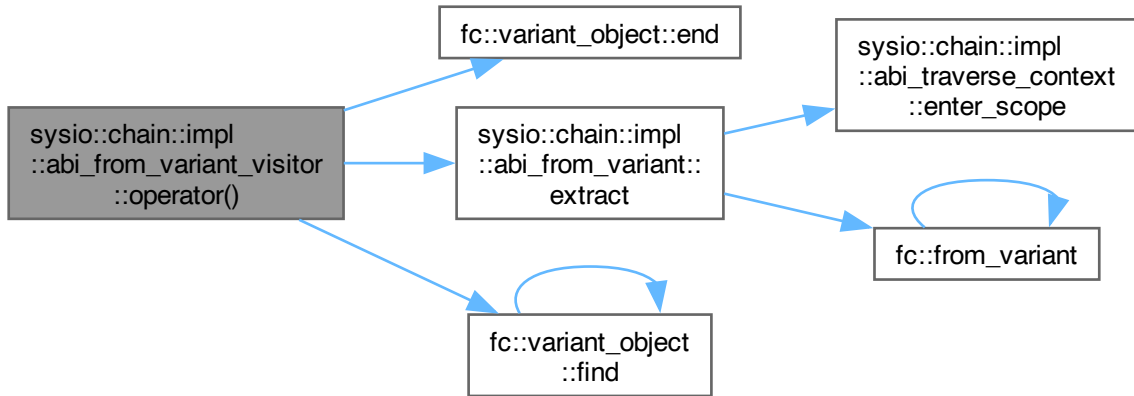 fc::variant_object::end
sysio::chain::impl
::abi_traverse_context
::enter_scope
sysio::chain::impl
::abi_from_variant_visitor
::operator()
sysio::chain::impl
::abi_from_variant::
extract
fc::from_variant
fc::variant_object
::find